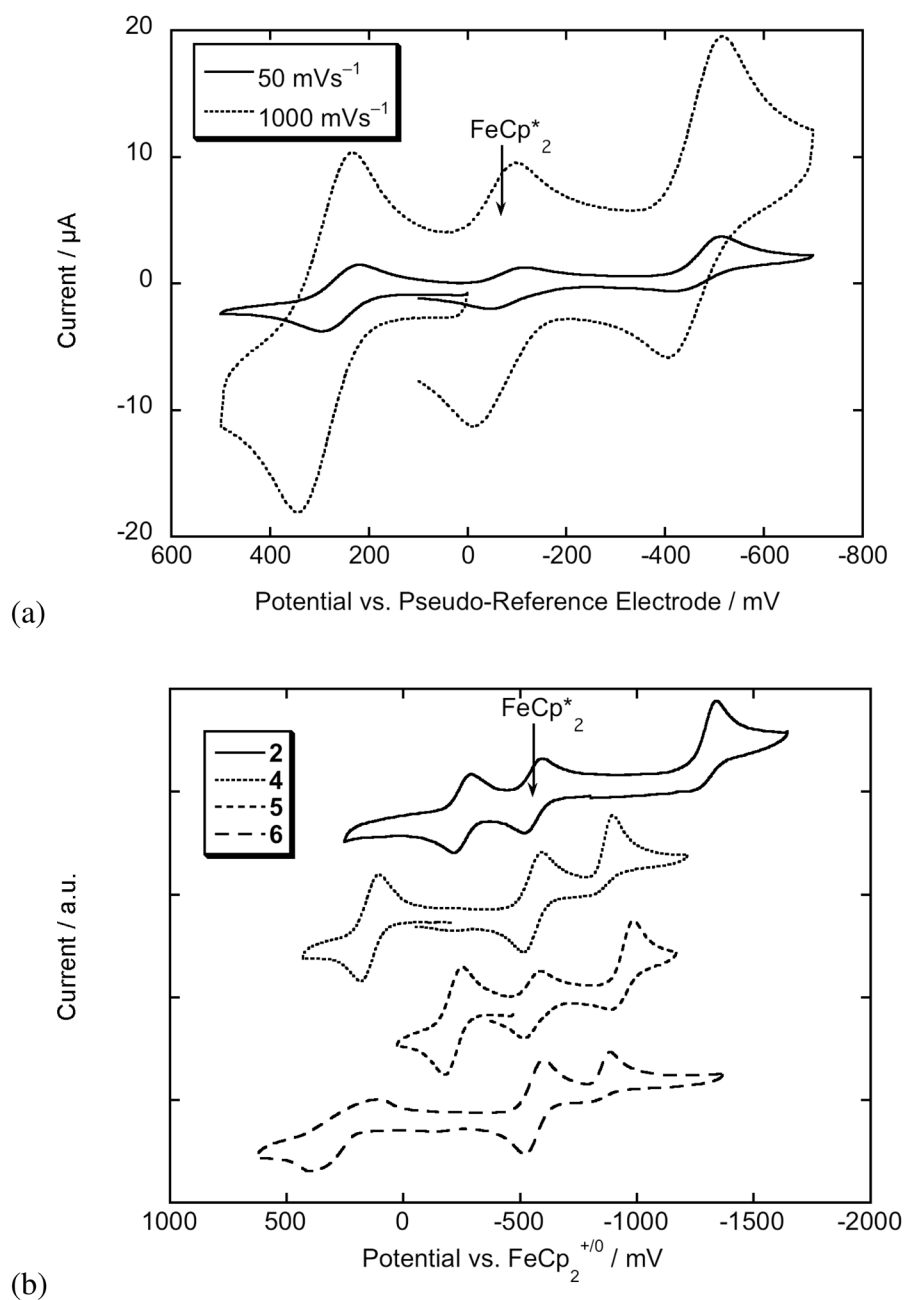 20
50 mVs⁻¹
1000 mVs⁻¹
FeCp*₂
10
0
-10
-20
Current / µA
600 400 200 0 -200 -400 -600 -800
Potential vs. Pseudo-Reference Electrode / mV
(a)
FeCp*₂
2
4
5
6
Current / a.u.
1000 500 0 -500 -1000 -1500 -2000
Potential vs. FeCp₂⁺/⁰ / mV
(b)